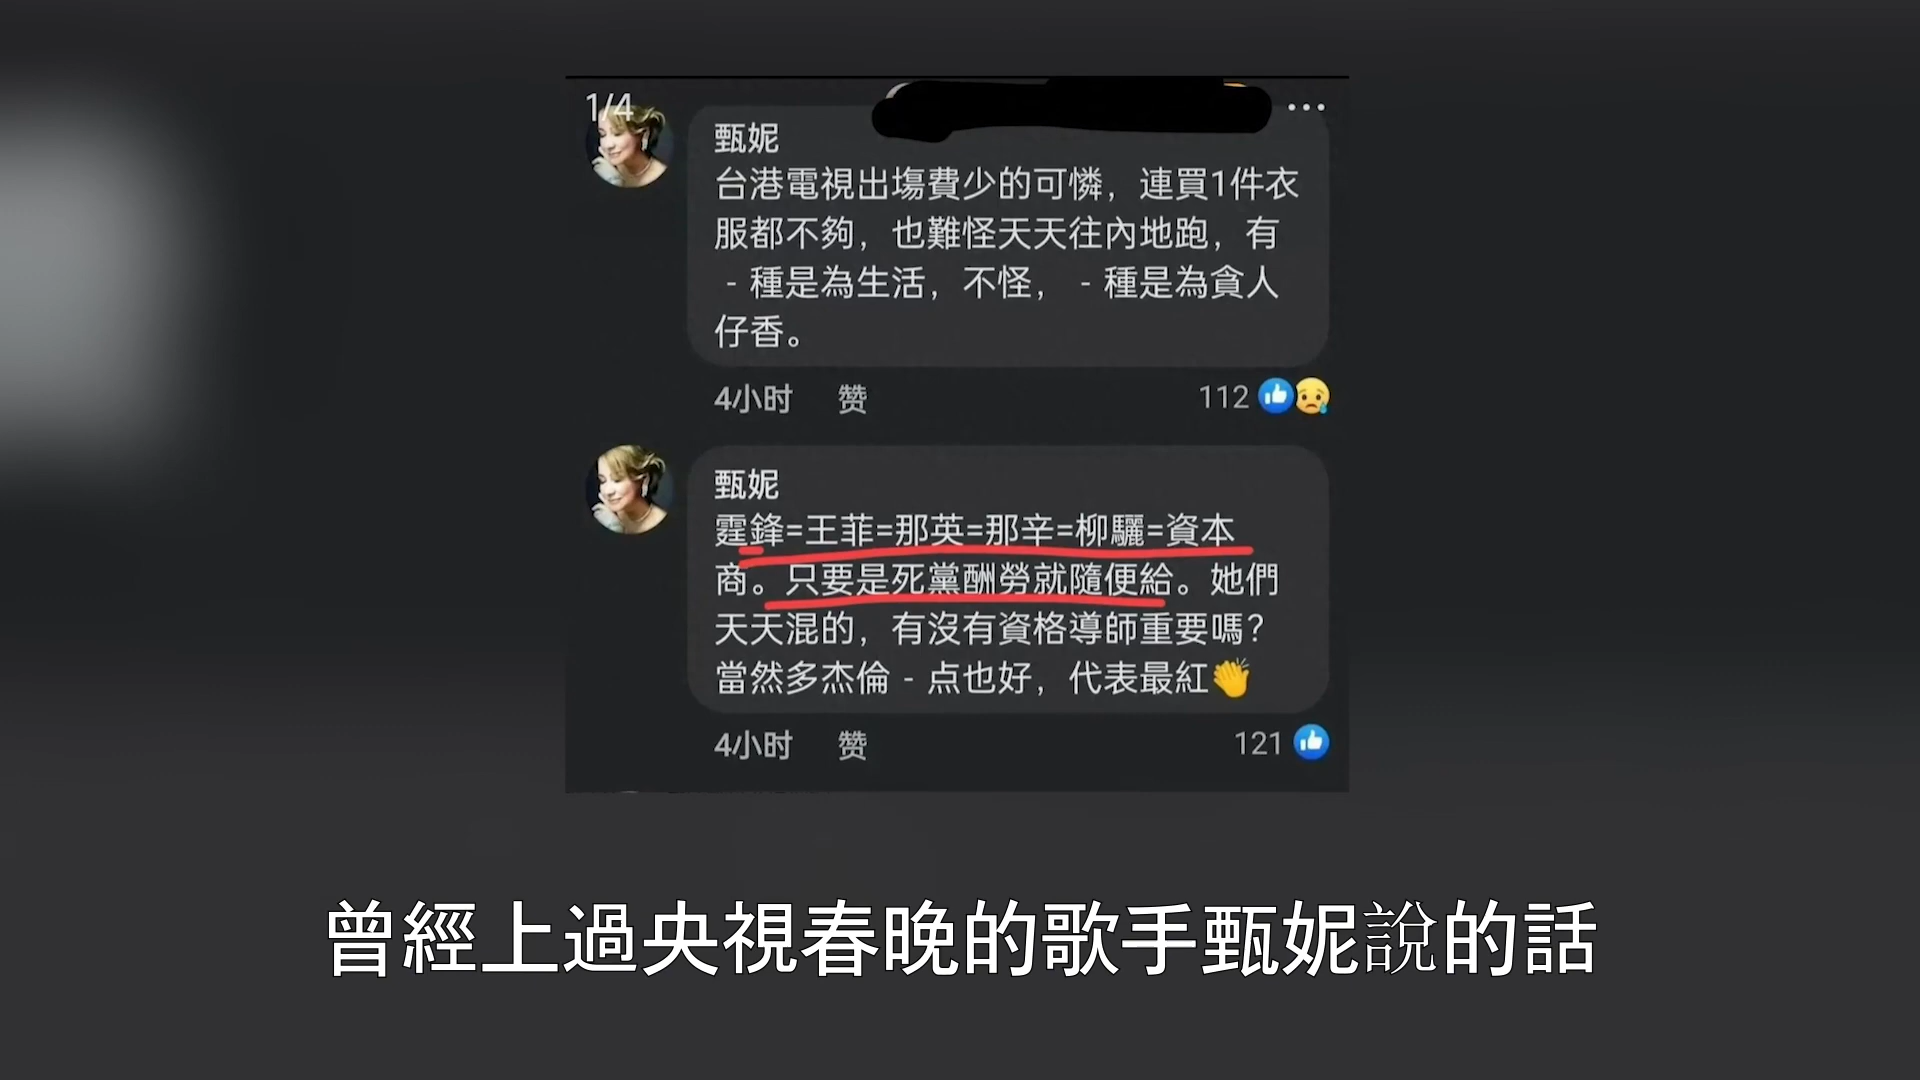 1/4
甄妮
台港電視出塲費少的可憐，連買1件衣
服都不夠，也難怪天天往內地跑，有
- 種是為生活，不怪， - 種是為貪人
仔香。
4小时 赞 112
甄妮
霆鋒=王菲=那英=那辛=柳驪=資本
商。只要是死黨酬勞就隨便給。她們
天天混的，有沒有資格導師重要嗎？
當然多杰倫 - 点也好，代表最紅👏
4小时 赞 121
曾經上過央視春晚的歌手甄妮說的話